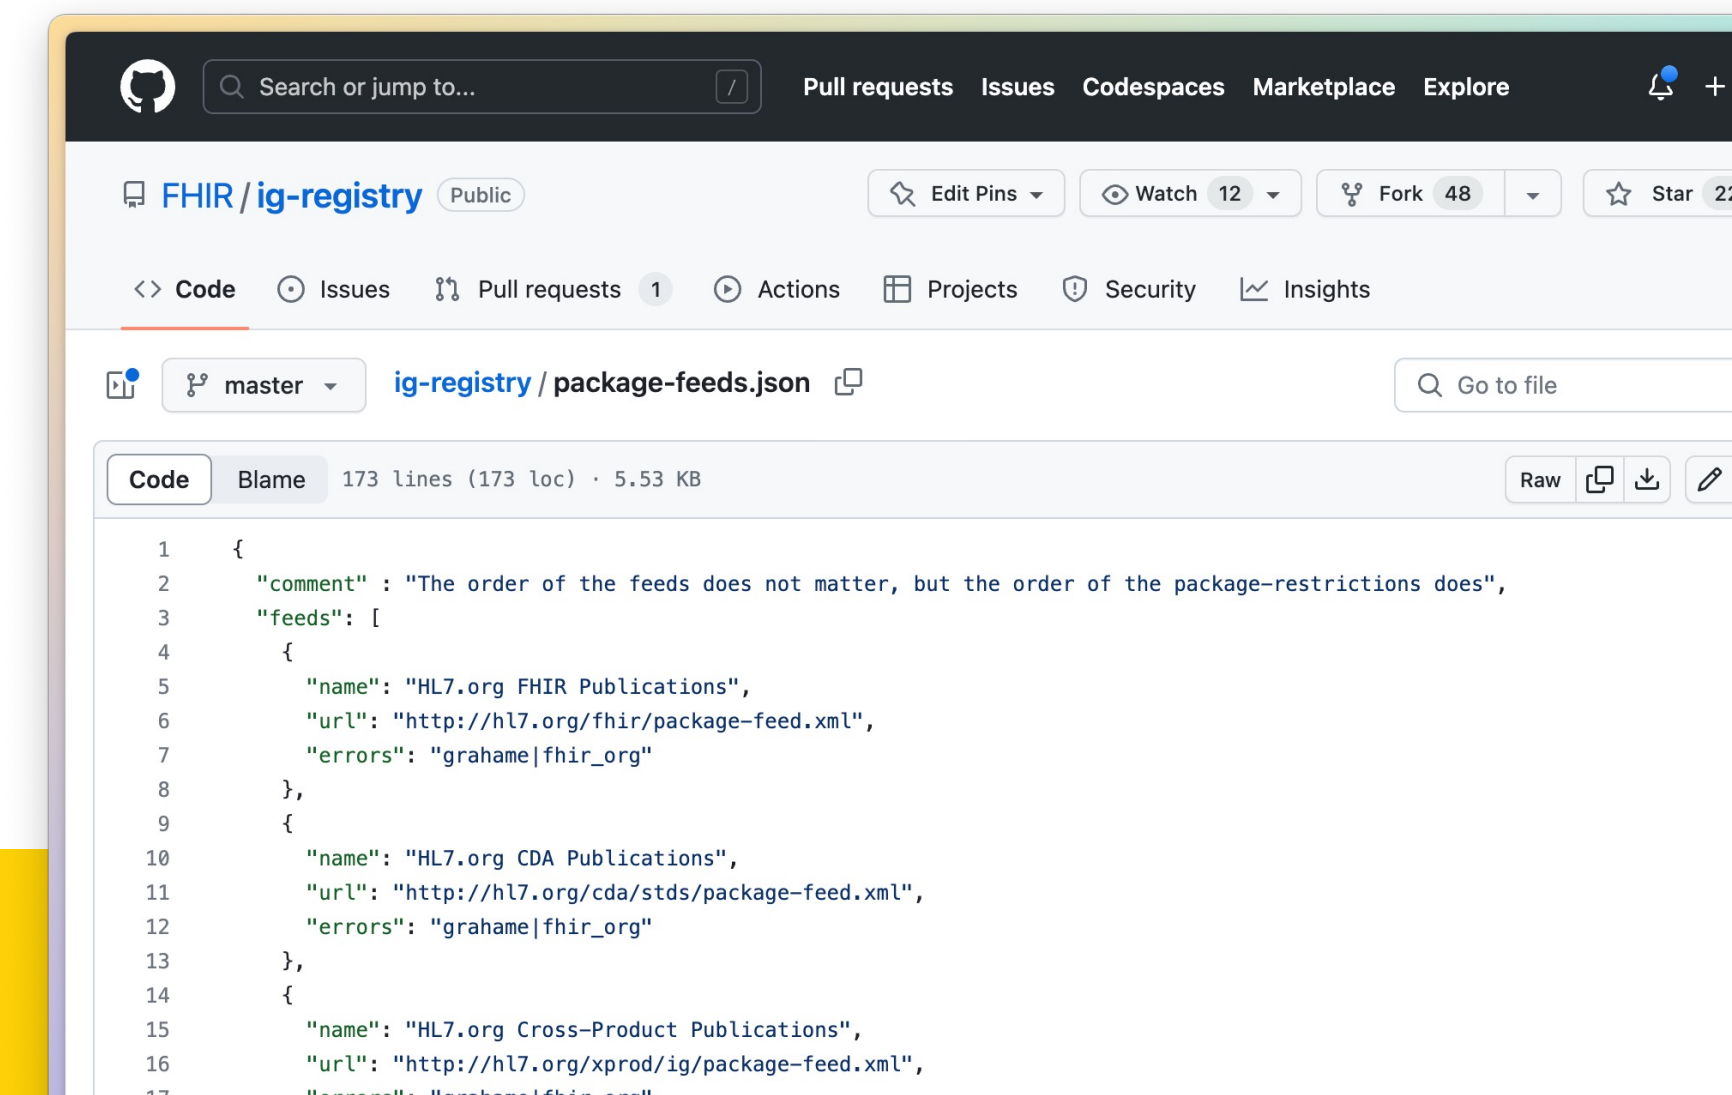 Search or jump to... / Pull requests Issues Codespaces Marketplace Explore
FHIR / ig-registry Public Edit Pins Watch 12 Fork 48 Star
Code Issues Pull requests 1 Actions Projects Security Insights
master ig-registry / package-feeds.json Go to file
Code Blame 173 lines (173 loc) · 5.53 KB Raw
1 {
2 "comment" : "The order of the feeds does not matter, but the order of the package-restrictions does",
3 "feeds": [
4 {
5 "name": "HL7.org FHIR Publications",
6 "url": "http://hl7.org/fhir/package-feed.xml",
7 "errors": "grahame|fhir_org"
8 },
9 {
10 "name": "HL7.org CDA Publications",
11 "url": "http://hl7.org/cda/stds/package-feed.xml",
12 "errors": "grahame|fhir_org"
13 },
14 {
15 "name": "HL7.org Cross-Product Publications",
16 "url": "http://hl7.org/xprod/ig/package-feed.xml",